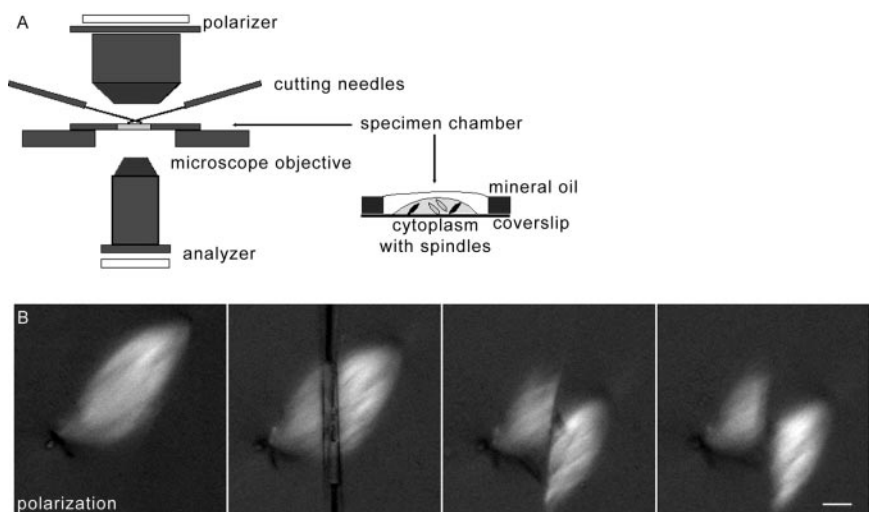 A
polarizer
cutting needles
specimen chamber
microscope objective
mineral oil
cytoplasm
with spindles
coverslip
analyzer
B
polarization